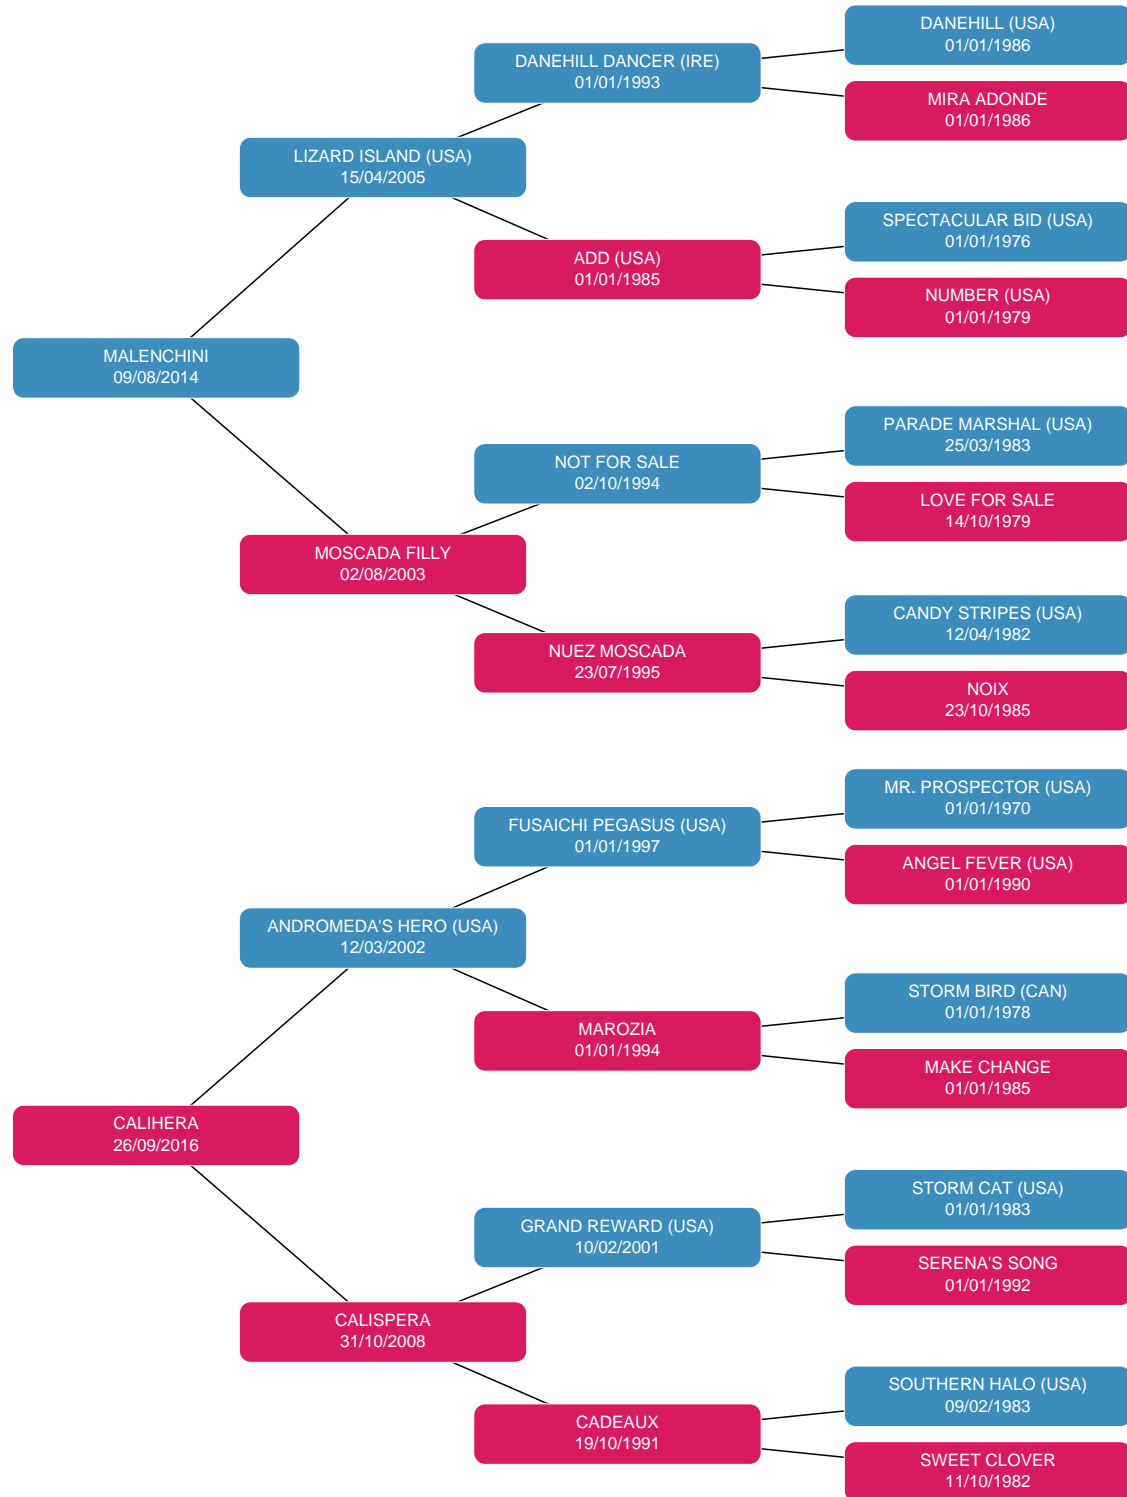 DANEHILL (USA)
01/01/1986
DANEHILL DANCER (IRE)
01/01/1993
MIRA ADONDE
01/01/1986
LIZARD ISLAND (USA)
15/04/2005
SPECTACULAR BID (USA)
01/01/1976
ADD (USA)
01/01/1985
NUMBER (USA)
01/01/1979
MALENCHINI
09/08/2014
PARADE MARSHAL (USA)
25/03/1983
NOT FOR SALE
02/10/1994
LOVE FOR SALE
14/10/1979
MOSCADA FILLY
02/08/2003
CANDY STRIPES (USA)
12/04/1982
NUEZ MOSCADA
23/07/1995
NOIX
23/10/1985
MR. PROSPECTOR (USA)
01/01/1970
FUSAICHI PEGASUS (USA)
01/01/1997
ANGEL FEVER (USA)
01/01/1990
ANDROMEDA'S HERO (USA)
12/03/2002
STORM BIRD (CAN)
01/01/1978
MAROZIA
01/01/1994
MAKE CHANGE
01/01/1985
CALIHERA
26/09/2016
STORM CAT (USA)
01/01/1983
GRAND REWARD (USA)
10/02/2001
SERENA'S SONG
01/01/1992
CALISPERA
31/10/2008
SOUTHERN HALO (USA)
09/02/1983
CADEAUX
19/10/1991
SWEET CLOVER
11/10/1982